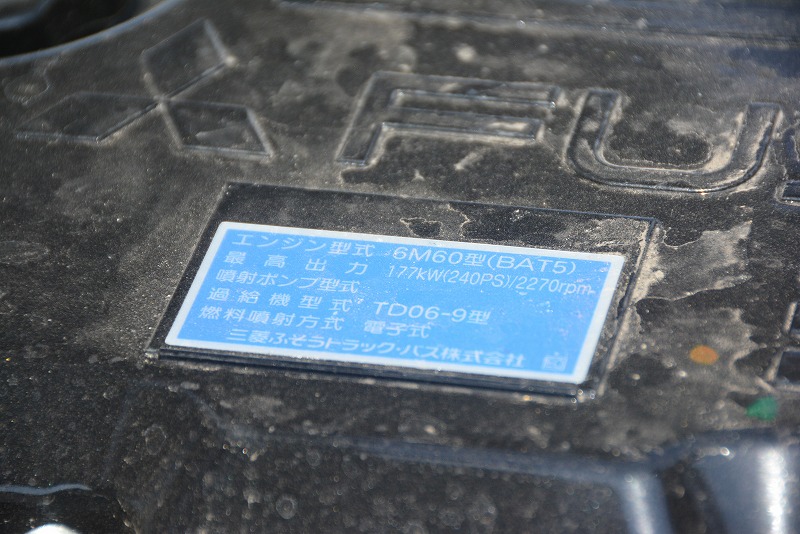 FU
エンジン型式 6M60型(BAT5)
最高出力 177kW(240PS)/2270rpm
噴射ポンプ型式
過給機型式 TD06-9型
燃料噴射方式 電子式
三菱ふそうトラック・バス株式会社